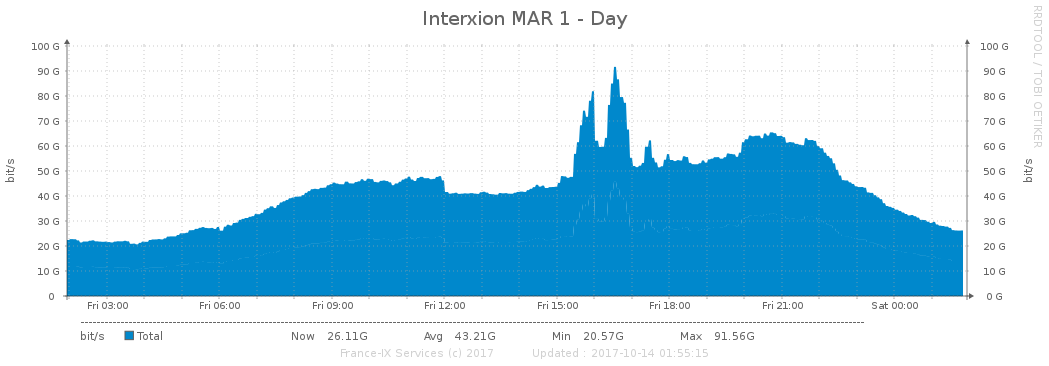 Interxion MAR 1 - Day
RRDTOOL / TOBI OETIKER
100 G 100 G
90 G 90 G
80 G 80 G
70 G 70 G
60 G 60 G
50 G 50 G
40 G 40 G
30 G 30 G
20 G 20 G
10 G 10 G
0 0 G
bit/s bit/s
Fri 03:00 Fri 06:00 Fri 09:00 Fri 12:00 Fri 15:00 Fri 18:00 Fri 21:00 Sat 00:00
bit/s Total Now 26.11G Avg 43.21G Min 20.57G Max 91.56G
France-IX Services (c) 2017 Updated : 2017-10-14 01:55:15